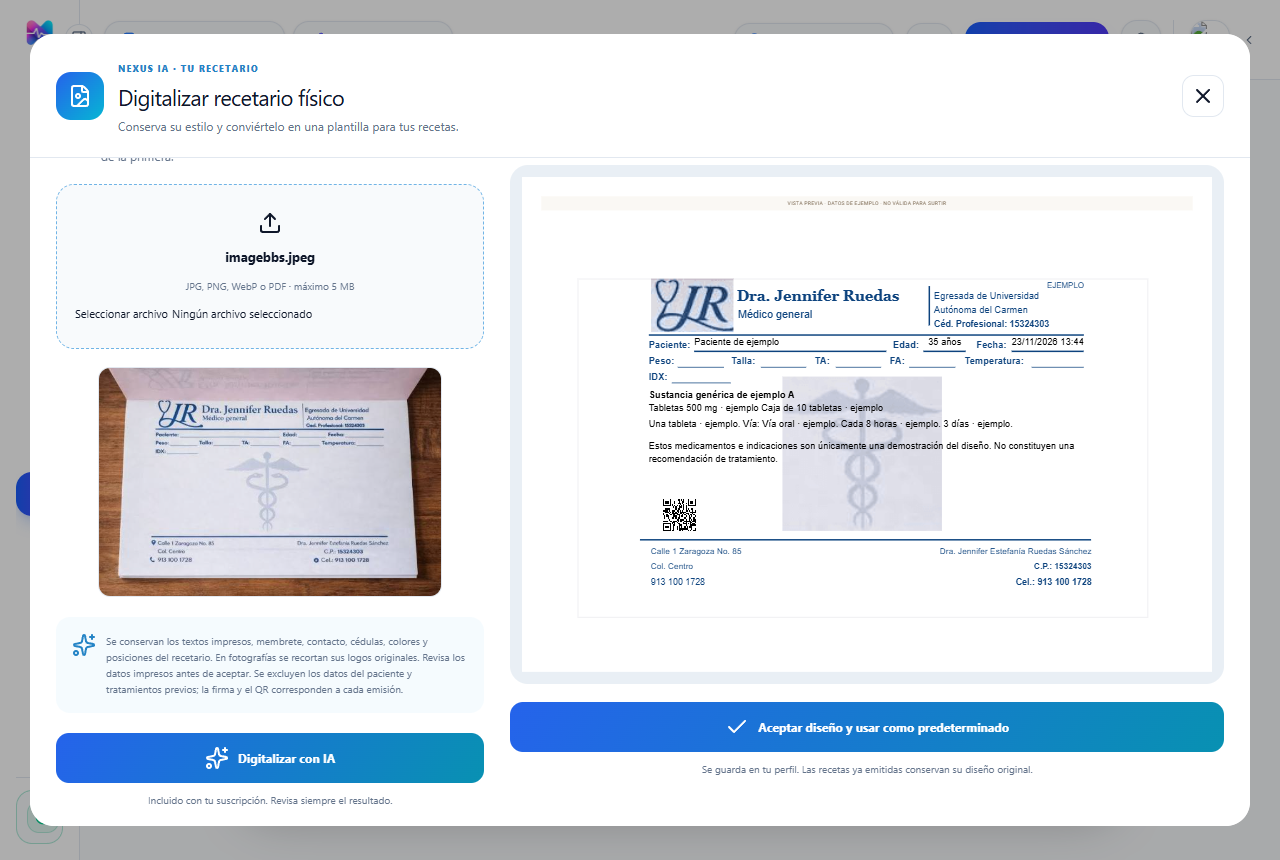 NEXUS IA • TU RECETARIO
Digitalizar recetario físico
Conserva su estilo y conviértelo en una plantilla para tus recetas.
de la primera.
imagebbs.jpeg
JPG, PNG, WebP o PDF · máximo 5 MB
Seleccionar archivo Ningún archivo seleccionado
JR Dra. Jennifer Ruedas
Médico general
Egresada de Universidad
Autónoma del Carmen
Céd. Profesional: 15324303
Paciente: Edad: Fecha:
Peso: Talla: TA: FA: Temperatura:
IDX:
Calle 1 Zaragoza No. 85
Col. Centro
913 100 1728
Dra. Jennifer Estefanía Ruedas Sánchez
C.P.: 15324303
Cel.: 913 100 1728
Se conservan los textos impresos, membrete, contacto, cédulas, colores y
posiciones del recetario. En fotografías se recortan sus logos originales. Revisa los
datos impresos antes de aceptar. Se excluyen los datos del paciente y
tratamientos previos; la firma y el QR corresponden a cada emisión.
Digitalizar con IA
Incluido con tu suscripción. Revisa siempre el resultado.
VISTA PREVIA · DATOS DE EJEMPLO · NO VÁLIDA PARA SURTIR
JR Dra. Jennifer Ruedas
Médico general
EJEMPLO
Egresada de Universidad
Autónoma del Carmen
Céd. Profesional: 15324303
Paciente: Paciente de ejemplo Edad: 35 años Fecha: 23/11/2026 13:44
Peso: Talla: TA: FA: Temperatura:
IDX:
Sustancia genérica de ejemplo A
Tabletas 500 mg · ejemplo Caja de 10 tabletas · ejemplo
Una tableta · ejemplo. Vía: Vía oral · ejemplo. Cada 8 horas · ejemplo. 3 días · ejemplo.
Estos medicamentos e indicaciones son únicamente una demostración del diseño. No constituyen una
recomendación de tratamiento.
Calle 1 Zaragoza No. 85
Col. Centro
913 100 1728
Dra. Jennifer Estefanía Ruedas Sánchez
C.P.: 15324303
Cel.: 913 100 1728
Aceptar diseño y usar como predeterminado
Se guarda en tu perfil. Las recetas ya emitidas conservan su diseño original.